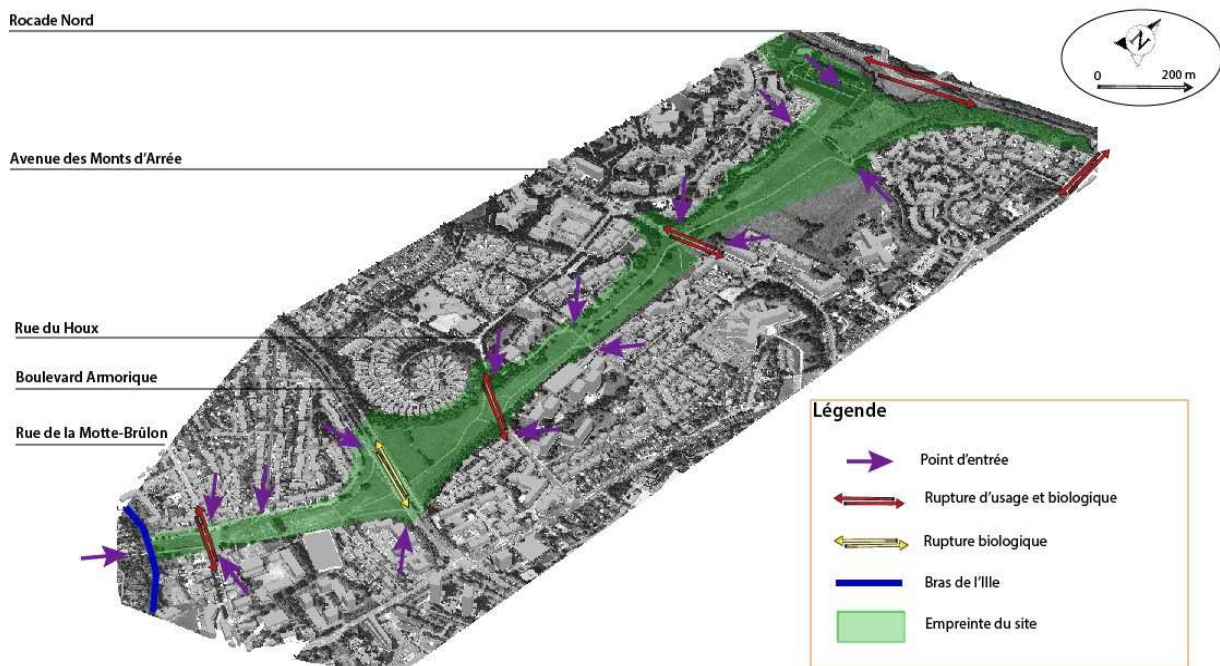 Rocade Nord
N
0 200 m
Avenue des Monts d'Arrée
Rue du Houx
Boulevard Armorique
Rue de la Motte-Brûlon
Légende
Point d'entrée
Rupture d'usage et biologique
Rupture biologique
Bras de l'Ille
Empreinte du site